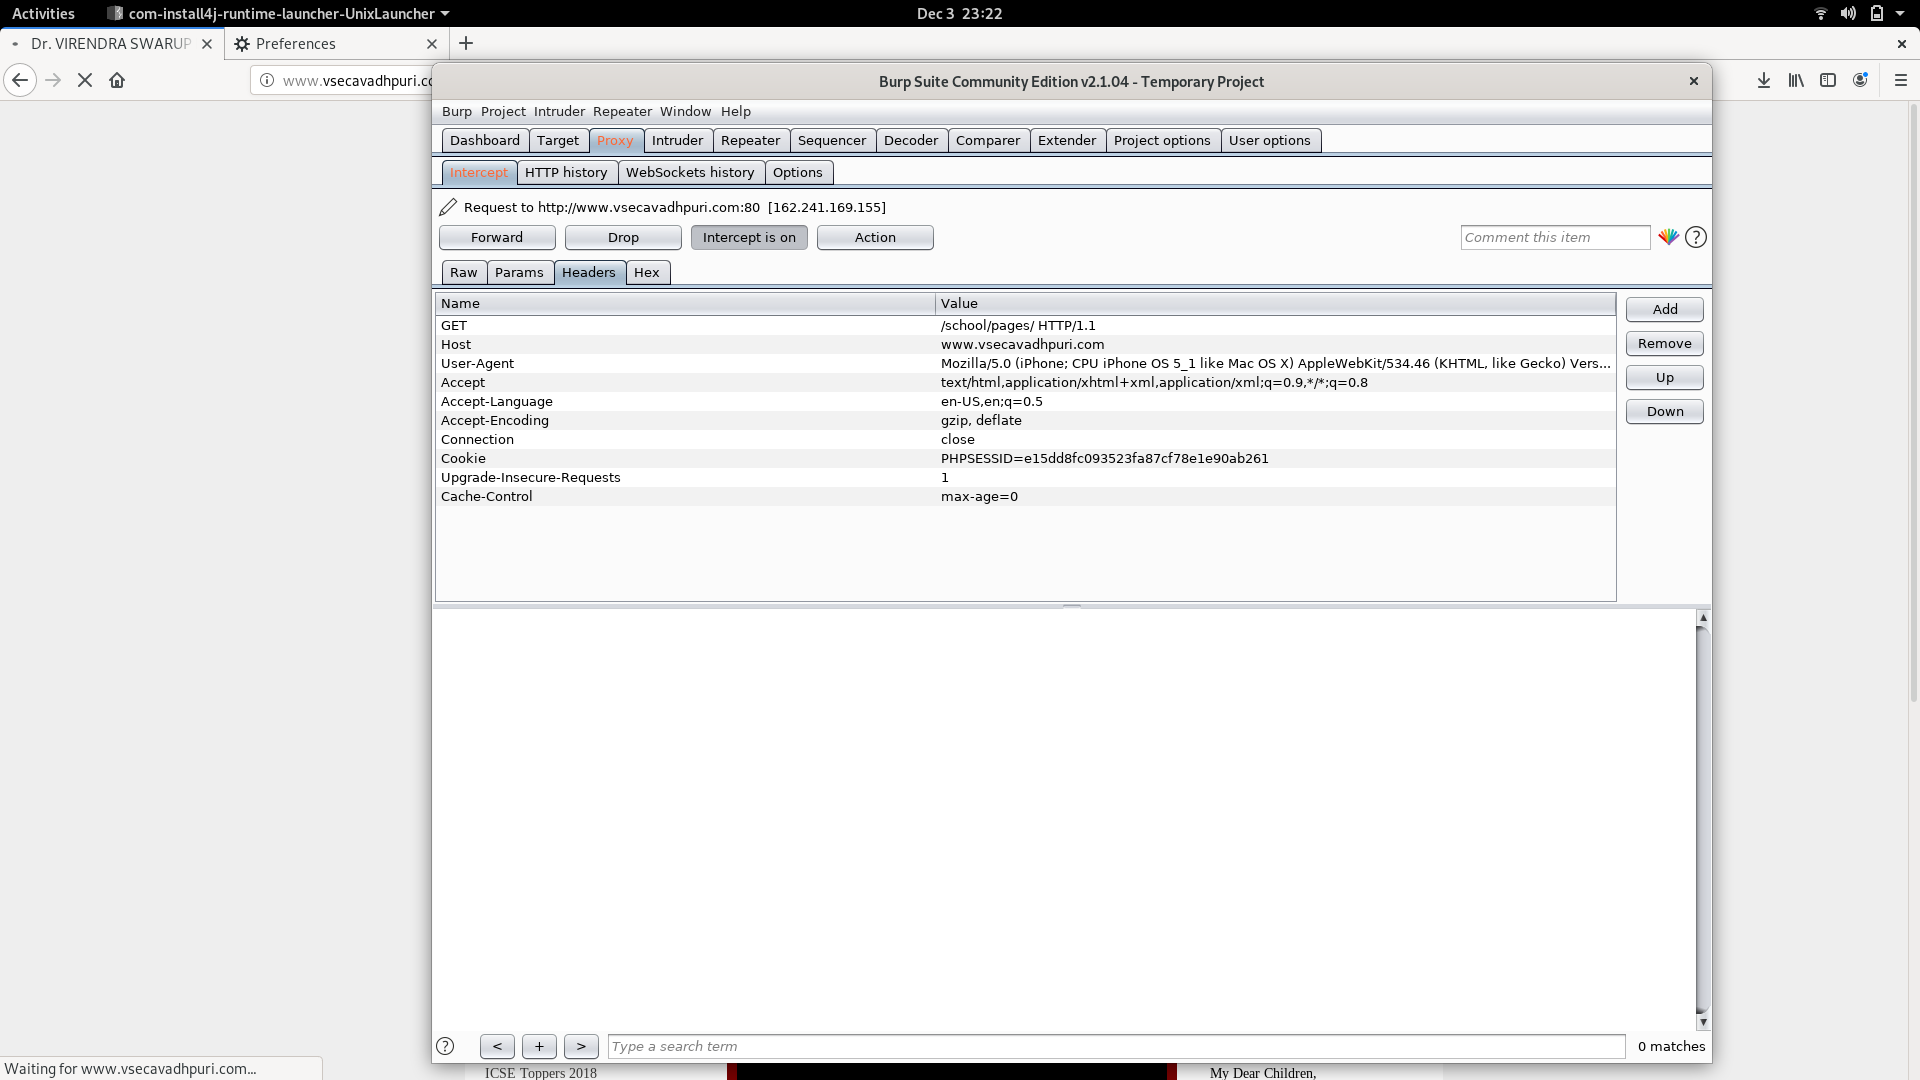 Activities com-install4j-runtime-launcher-UnixLauncher Dec 3 23:22
Dr. VIRENDRA SWARUP Preferences
www.vsecavadhpuri.co
Burp Suite Community Edition v2.1.04 - Temporary Project
Burp Project Intruder Repeater Window Help
Dashboard Target Proxy Intruder Repeater Sequencer Decoder Comparer Extender Project options User options
Intercept HTTP history WebSockets history Options
Request to http://www.vsecavadhpuri.com:80 [162.241.169.155]
Forward Drop Intercept is on Action Comment this item ?
Raw Params Headers Hex
Name Value
GET /school/pages/ HTTP/1.1
Host www.vsecavadhpuri.com
User-Agent Mozilla/5.0 (iPhone; CPU iPhone OS 5_1 like Mac OS X) AppleWebKit/534.46 (KHTML, like Gecko) Vers...
Accept text/html,application/xhtml+xml,application/xml;q=0.9,*/*;q=0.8
Accept-Language en-US,en;q=0.5
Accept-Encoding gzip, deflate
Connection close
Cookie PHPSESSID=e15dd8fc093523fa87cf78e1e90ab261
Upgrade-Insecure-Requests 1
Cache-Control max-age=0
Add
Remove
Up
Down
? < + > Type a search term 0 matches
Waiting for www.vsecavadhpuri.com...
ICSE Toppers 2018 My Dear Children,